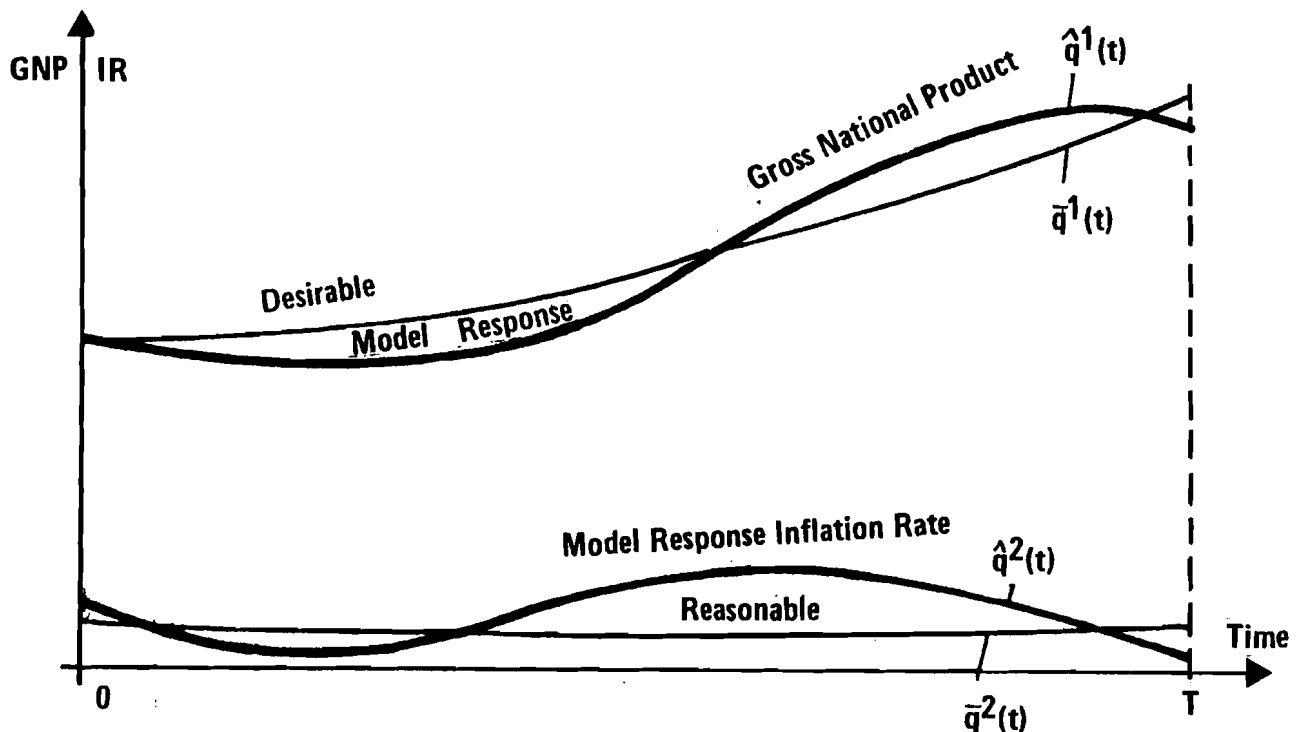 GNP IR
q̂¹(t)
Gross National Product
q̄¹(t)
Desirable
Model Response
Model Response Inflation Rate
q̂²(t)
Reasonable
Time
0
q̄²(t)
T